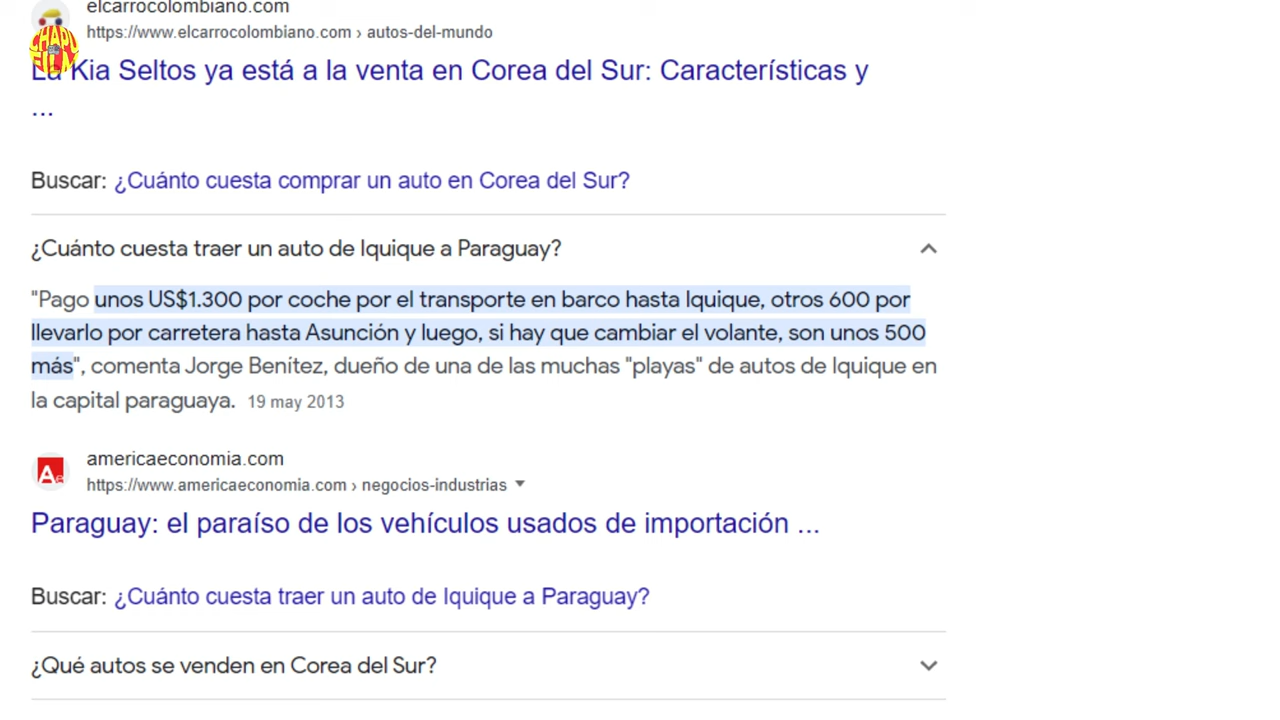 elcarrocolombiano.com
https://www.elcarrocolombiano.com › autos-del-mundo
CHAPU
La Kia Seltos ya está a la venta en Corea del Sur: Características y
...
Buscar: ¿Cuánto cuesta comprar un auto en Corea del Sur?
¿Cuánto cuesta traer un auto de Iquique a Paraguay?
"Pago unos US$1.300 por coche por el transporte en barco hasta Iquique, otros 600 por
llevarlo por carretera hasta Asunción y luego, si hay que cambiar el volante, son unos 500
más", comenta Jorge Benítez, dueño de una de las muchas "playas" de autos de Iquique en
la capital paraguaya. 19 may 2013
americaeconomia.com
https://www.americaeconomia.com › negocios-industrias
Paraguay: el paraíso de los vehículos usados de importación ...
Buscar: ¿Cuánto cuesta traer un auto de Iquique a Paraguay?
¿Qué autos se venden en Corea del Sur?